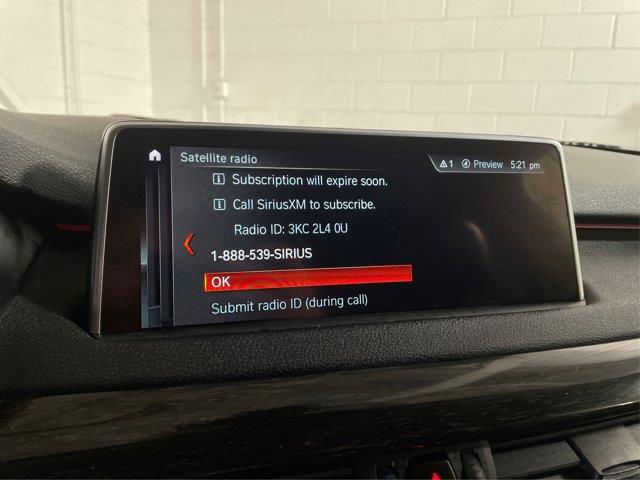 Satellite radio
1 Preview 5:21 pm
Subscription will expire soon.
Call SiriusXM to subscribe.
Radio ID: 3KC 2L4 0U
1-888-539-SIRIUS
OK
Submit radio ID (during call)